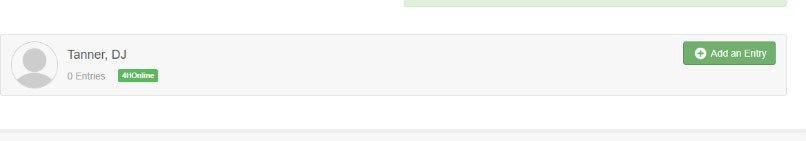 Tanner, DJ
0 Entries 4HOnline
Add an Entry